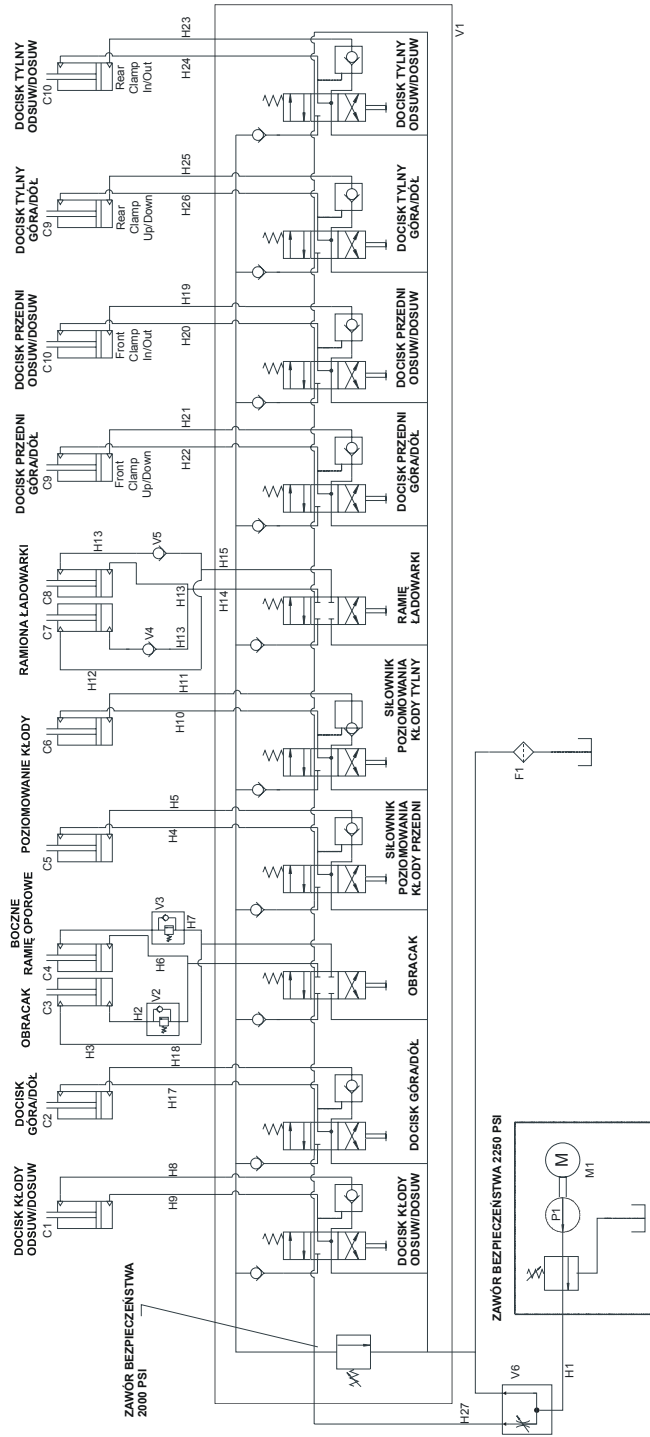 DOCISK KŁODY
ODSUW/DOSUW
C1
H8
H9
DOCISK
GÓRA/DÓŁ
C2
H17
OBRACAK
C3
H3
H2
V2
H18
BOCZNE
RAMIĘ OPOROWE
C4
V3
H7
H6
POZIOMOWANIE KŁODY
C5
H5
H4
C6
H10
H11
RAMIONA ŁADOWARKI
C7
C8
H12
H13
V4
H13
H13
V5
H15
H14
DOCISK PRZEDNI
GÓRA/DÓŁ
C9
Front
Clamp
Up/Down
H21
H22
DOCISK PRZEDNI
ODSUW/DOSUW
C10
Front
Clamp
In/Out
H19
H20
DOCISK TYLNY
GÓRA/DÓŁ
C9
Rear
Clamp
Up/Down
H25
H26
DOCISK TYLNY
ODSUW/DOSUW
C10
Rear
Clamp
In/Out
H23
H24
ZAWÓR BEZPIECZEŃSTWA
2000 PSI
DOCISK KŁODY
ODSUW/DOSUW
DOCISK GÓRA/DÓŁ
OBRACAK
SIŁOWNIK
POZIOMOWANIA
KŁODY PRZEDNI
SIŁOWNIK
POZIOMOWANIA
KŁODY TYLNY
RAMIĘ
ŁADOWARKI
DOCISK PRZEDNI
GÓRA/DÓŁ
DOCISK PRZEDNI
ODSUW/DOSUW
DOCISK TYLNY
GÓRA/DÓŁ
DOCISK TYLNY
ODSUW/DOSUW
V1
H27
V6
H1
ZAWÓR BEZPIECZEŃSTWA 2250 PSI
P1
M
M1
F1